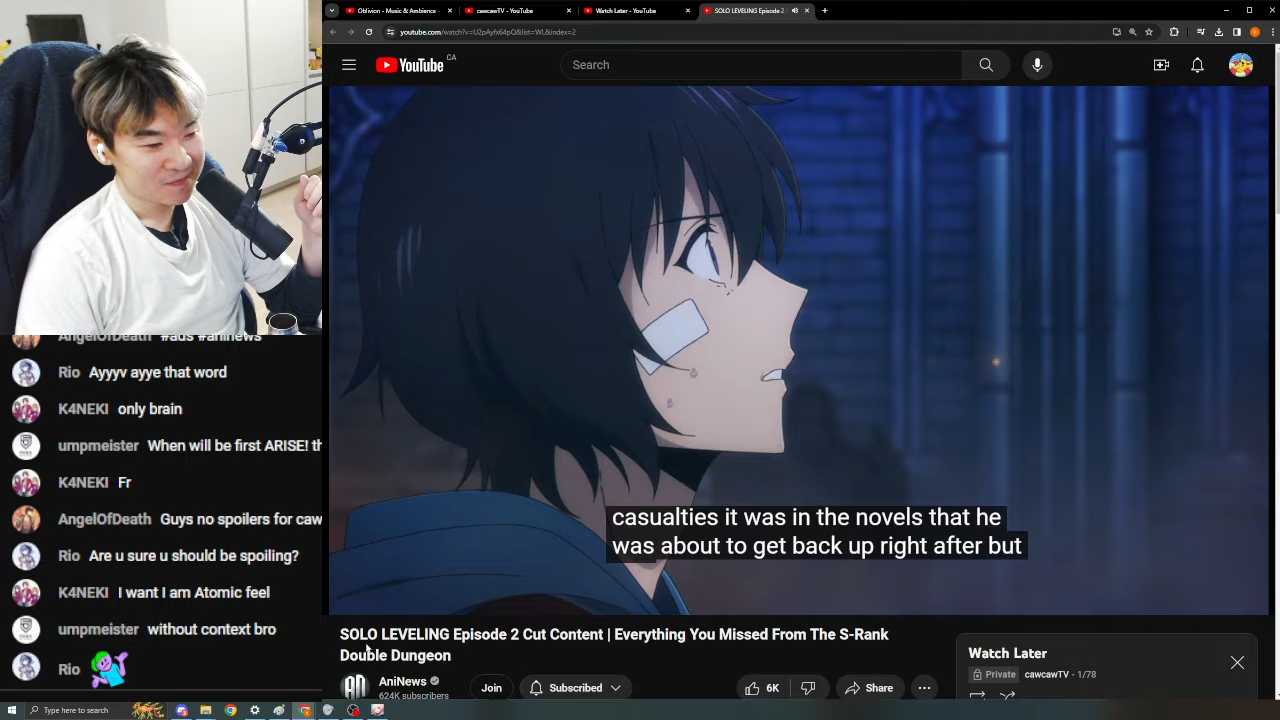 Oblivion - Music & Ambience -
cawcawTV - YouTube
Watch Later - YouTube
SOLO LEVELING Episode 2
youtube.com/watch?v=U2pAyfx64pQ&list=WL&index=2
YouTube CA
Search
casualties it was in the novels that he
was about to get back up right after but
AngelOfDeath #ads #aninews
Rio Ayyyv ayye that word
K4NEKI only brain
umpmeister When will be first ARISE! th
K4NEKI Fr
AngelOfDeath Guys no spoilers for caw
Rio Are u sure u should be spoiling?
K4NEKI I want I am Atomic feel
umpmeister without context bro
Rio
SOLO LEVELING Episode 2 Cut Content | Everything You Missed From The S-Rank
Double Dungeon
AniNews
624K subscribers
Join
Subscribed
6K
Share
Watch Later
Private cawcawTV - 1/78
Type here to search